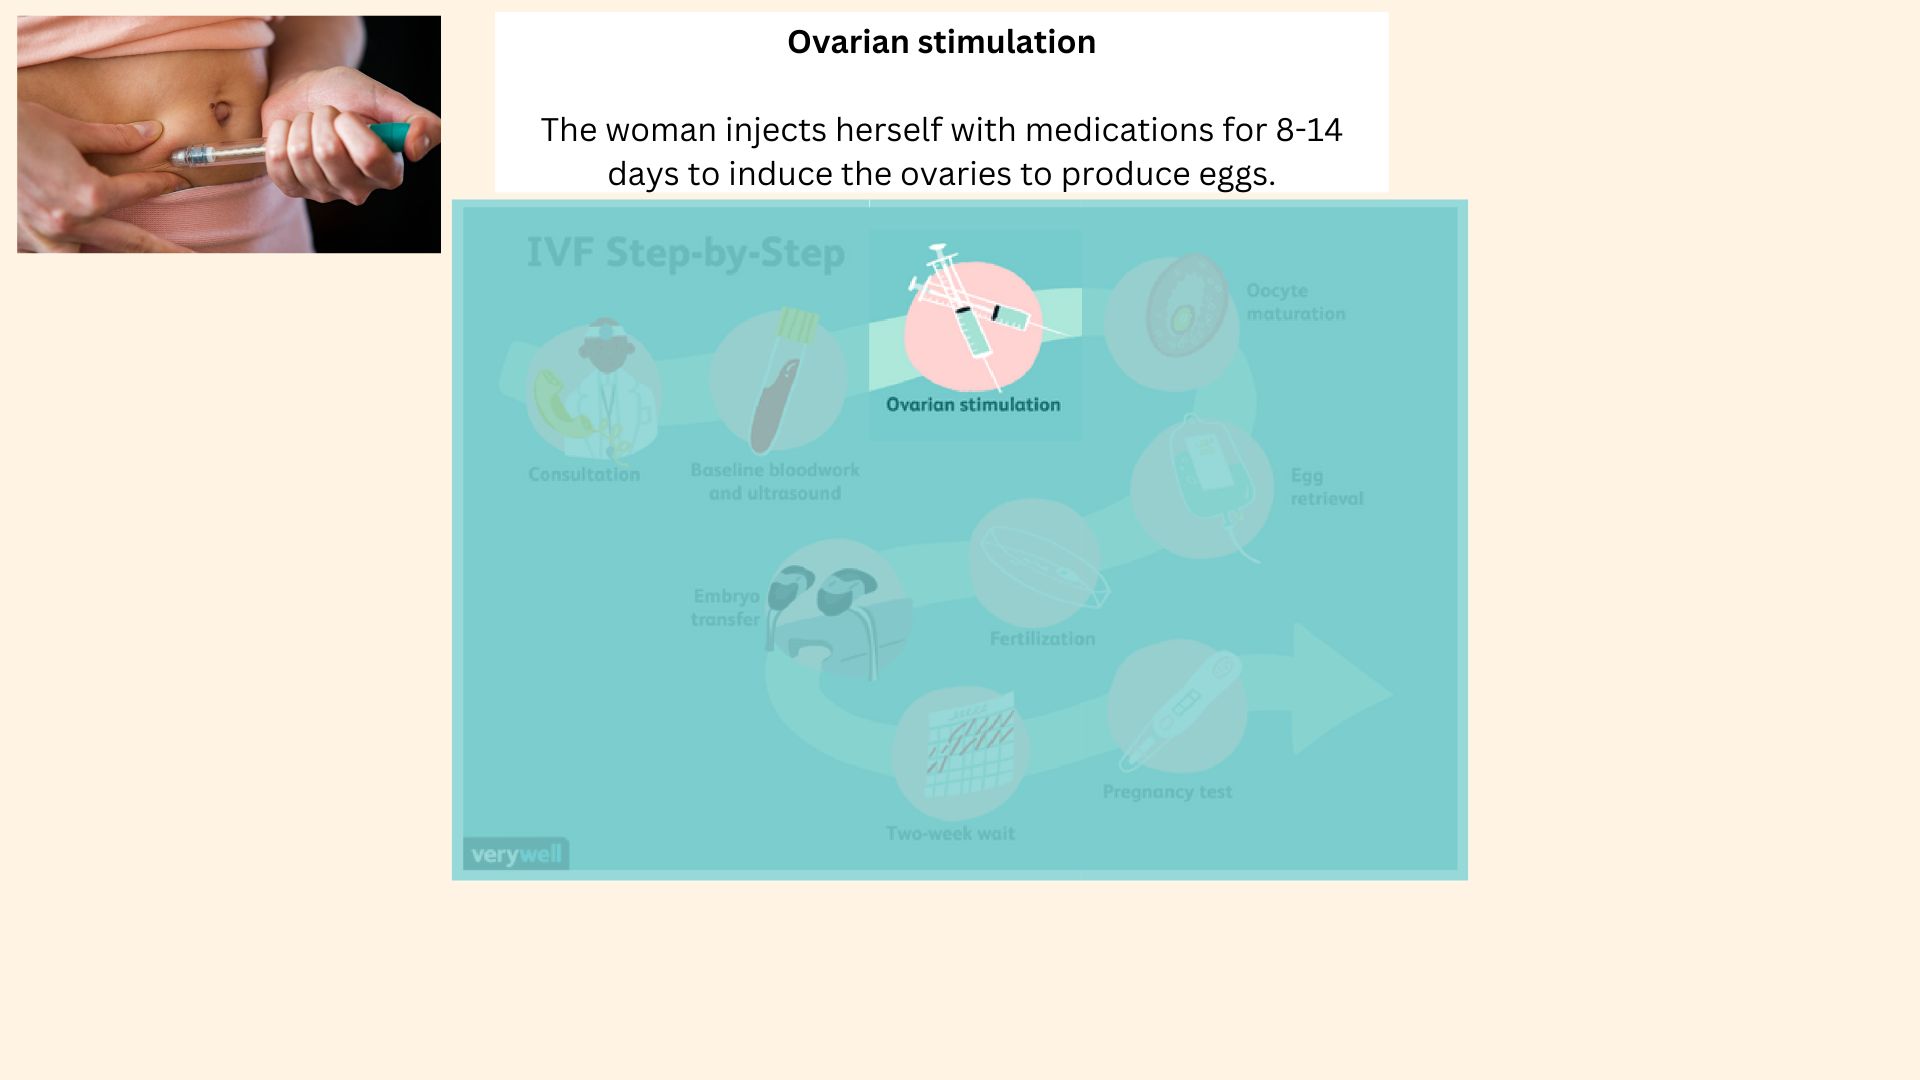 Ovarian stimulation
The woman injects herself with medications for 8-14
days to induce the ovaries to produce eggs.
IVF Step-by-Step
Ovarian stimulation
Oocyte
maturation
Consultation
Baseline bloodwork
and ultrasound
Egg
retrieval
Embryo
transfer
Fertilization
Pregnancy test
Two-week wait
verywell